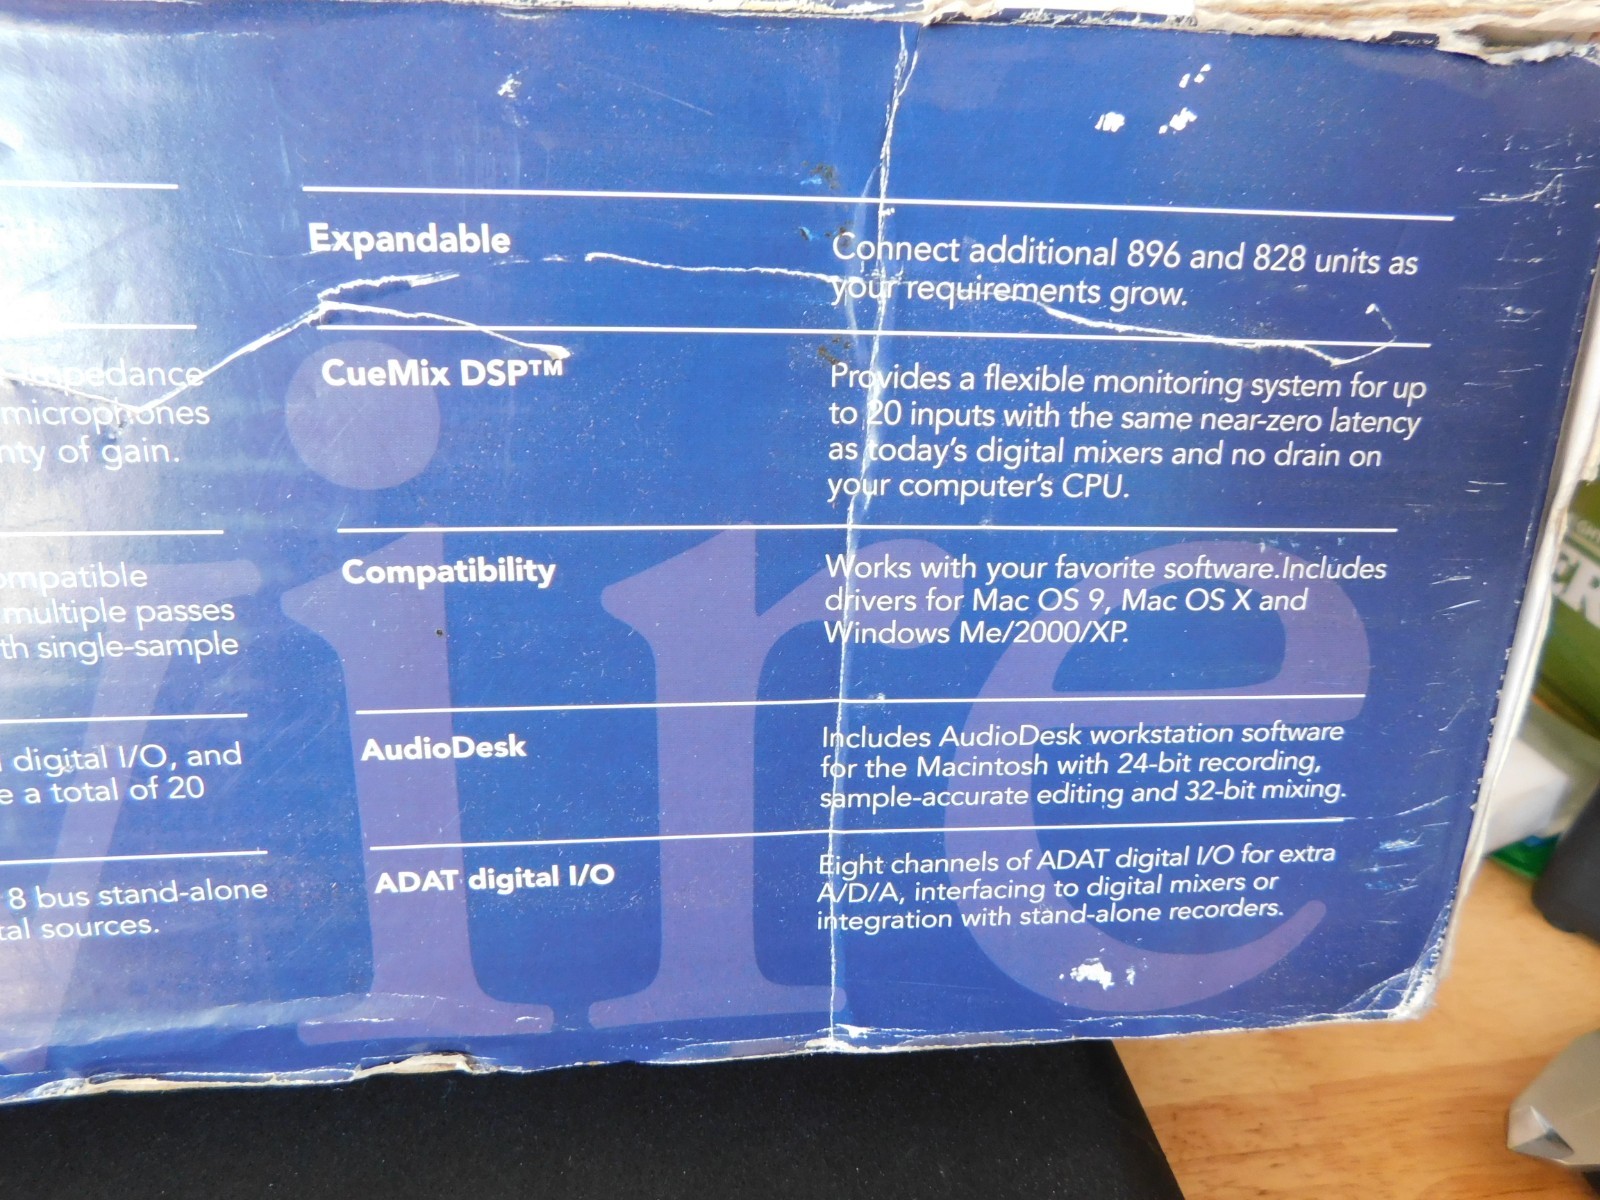 impedance
microphones
of gain.
multiple passes
single-sample
digital I/O, and
a total of 20
8 bus stand-alone
sources.
Expandable
Connect additional 896 and 828 units as
your requirements grow.
CueMix DSP™
Provides a flexible monitoring system for up
to 20 inputs with the same near-zero latency
as today's digital mixers and no drain on
your computer's CPU.
Compatibility
Works with your favorite software.Includes
drivers for Mac OS 9, Mac OS X and
Windows Me/2000/XP.
AudioDesk
Includes AudioDesk workstation software
for the Macintosh with 24-bit recording,
sample-accurate editing and 32-bit mixing.
ADAT digital I/O
Eight channels of ADAT digital I/O for extra
A/D/A, interfacing to digital mixers or
integration with stand-alone recorders.
ire